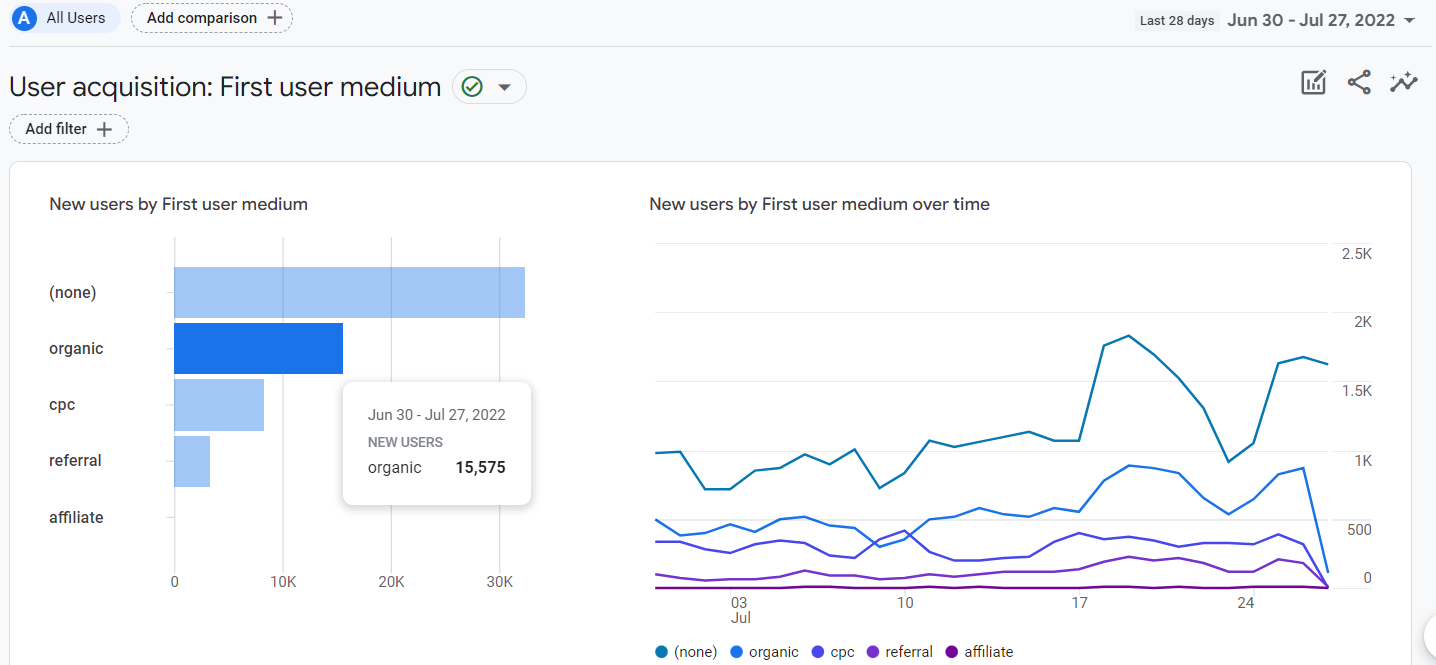 A All Users Add comparison + Last 28 days Jun 30 - Jul 27, 2022
User acquisition: First user medium
Add filter +
New users by First user medium
(none)
organic
cpc
referral
affiliate
0 10K 20K 30K
Jun 30 - Jul 27, 2022
NEW USERS
organic 15,575
New users by First user medium over time
2.5K
2K
1.5K
1K
500
0
03 10 17 24
Jul
(none) organic cpc referral affiliate